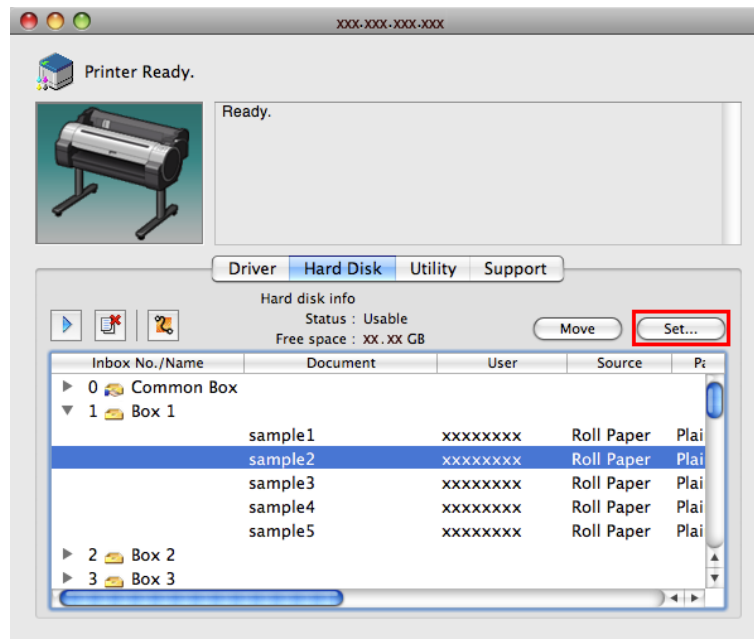 xxx.xxx.xxx.xxx
Printer Ready.
Ready.
Driver Hard Disk Utility Support
Hard disk info
Status : Usable
Free space : XX.XX GB
Move Set...
Inbox No./Name Document User Source Pa
0 Common Box
1 Box 1
sample1 xxxxxxxx Roll Paper Plai
sample2 xxxxxxxx Roll Paper Plai
sample3 xxxxxxxx Roll Paper Plai
sample4 xxxxxxxx Roll Paper Plai
sample5 xxxxxxxx Roll Paper Plai
2 Box 2
3 Box 3